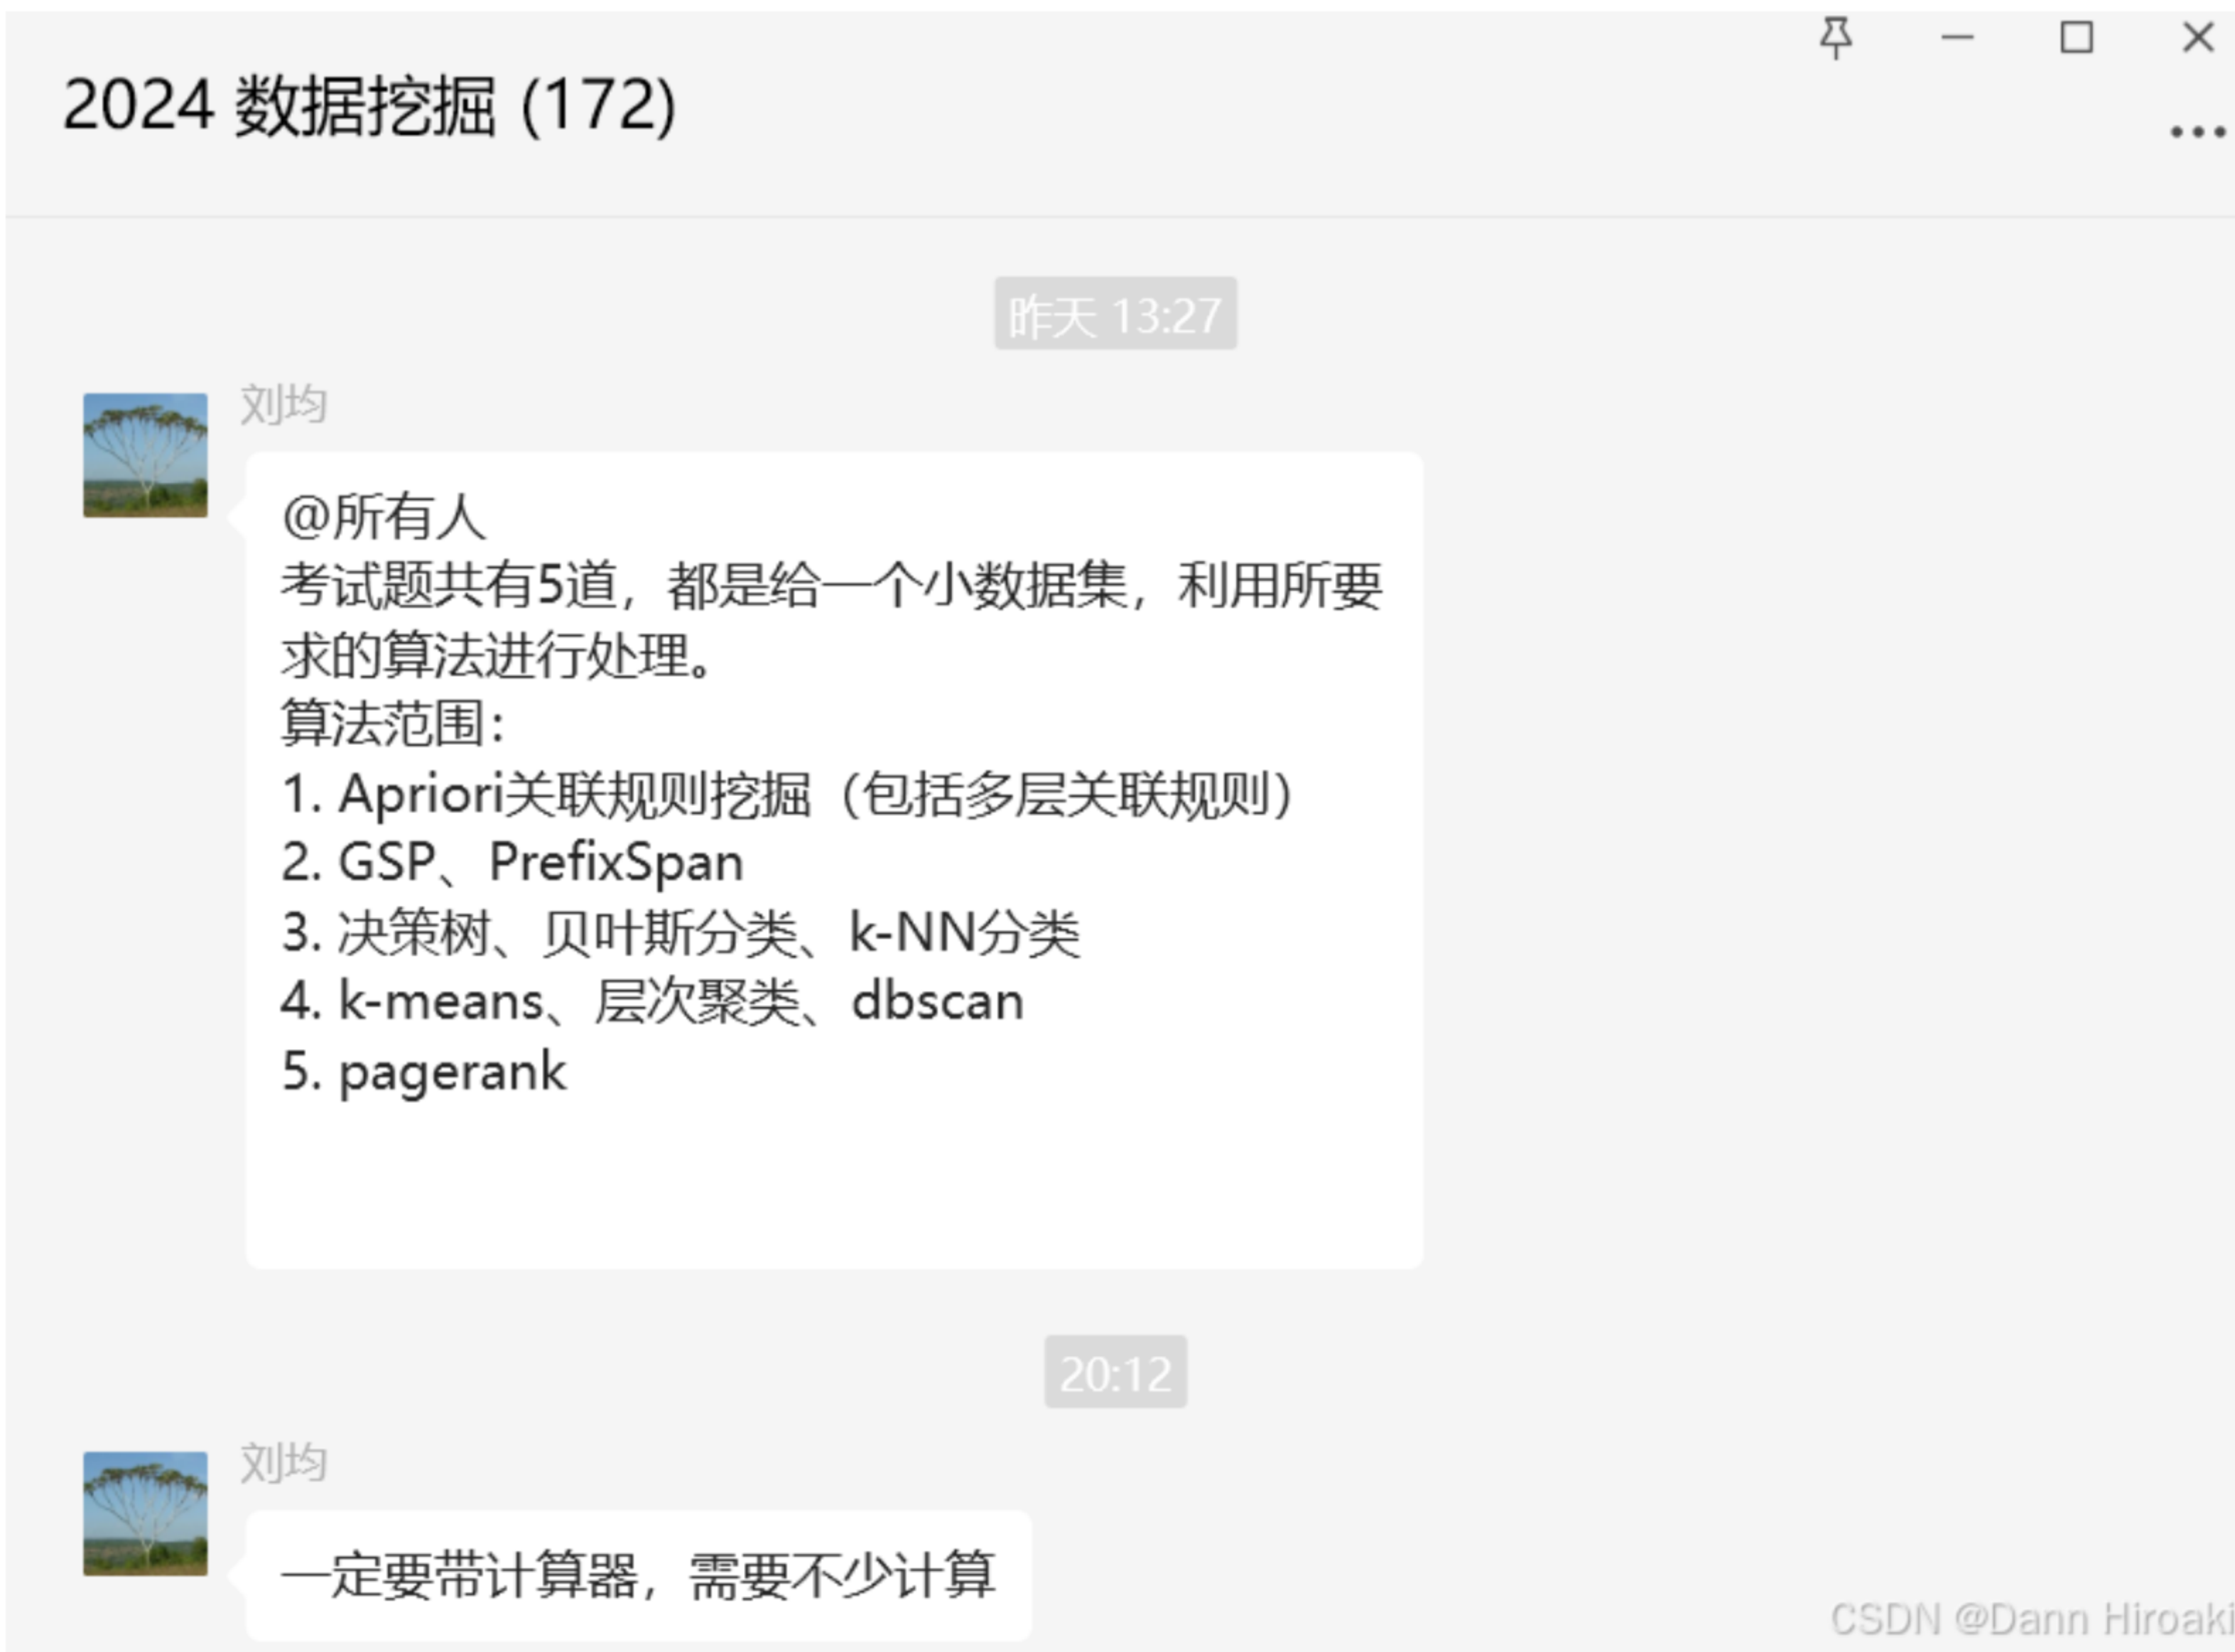 2024 数据挖掘 (172)
昨天 13:27
刘均
@所有人
考试题共有5道，都是给一个小数据集，利用所要
求的算法进行处理。
算法范围：
1. Apriori关联规则挖掘（包括多层关联规则）
2. GSP、PrefixSpan
3. 决策树、贝叶斯分类、k-NN分类
4. k-means、层次聚类、dbscan
5. pagerank
20:12
刘均
一定要带计算器，需要不少计算
CSDN @Dann Hiroaki